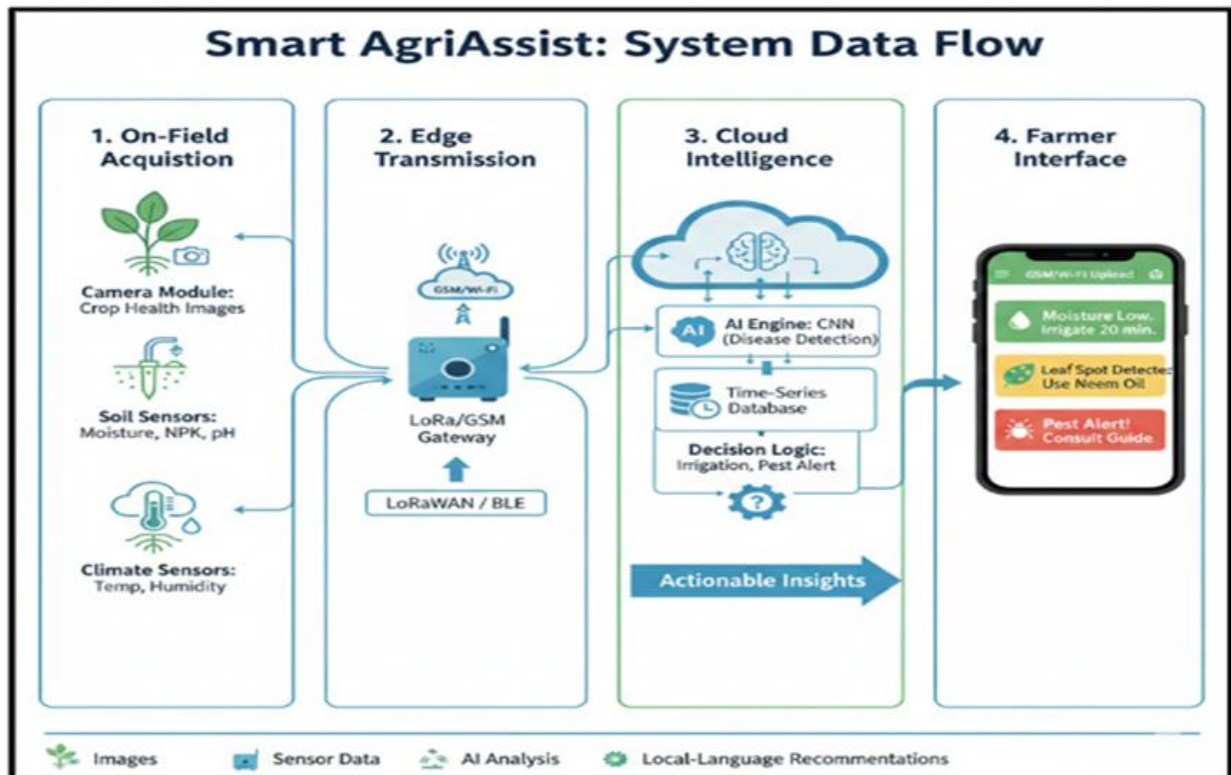 Smart AgriAssist: System Data Flow
1. On-Field
Acquistion
Camera Module:
Crop Health Images
Soil Sensors:
Moisture, NPK, pH
Climate Sensors:
Temp, Humidity
2. Edge
Transmission
GSM/Wi-Fi
LoRa/GSM
Gateway
LoRaWAN / BLE
3. Cloud
Intelligence
AI
AI Engine: CNN
(Disease Detection)
Time-Series
Database
Decision Logic:
Irrigation, Pest Alert
?
Actionable Insights
4. Farmer
Interface
GSM/Wi-Fi Upload
Moisture Low.
Irrigate 20 min.
Leaf Spot Detecte
Use Neem Oil
Pest Alert!
Consult Guide.
Images
Sensor Data
AI Analysis
Local-Language Recommentations